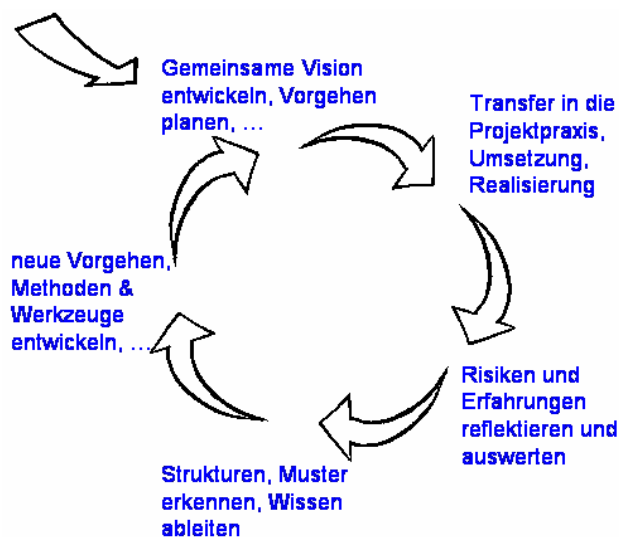 Gemeinsame Vision
entwickeln, Vorgehen
planen, ...
Transfer in die
Projektpraxis,
Umsetzung,
Realisierung
Risiken und
Erfahrungen
reflektieren und
auswerten
Strukturen, Muster
erkennen, Wissen
ableiten
neue Vorgehen,
Methoden &
Werkzeuge
entwickeln, ...